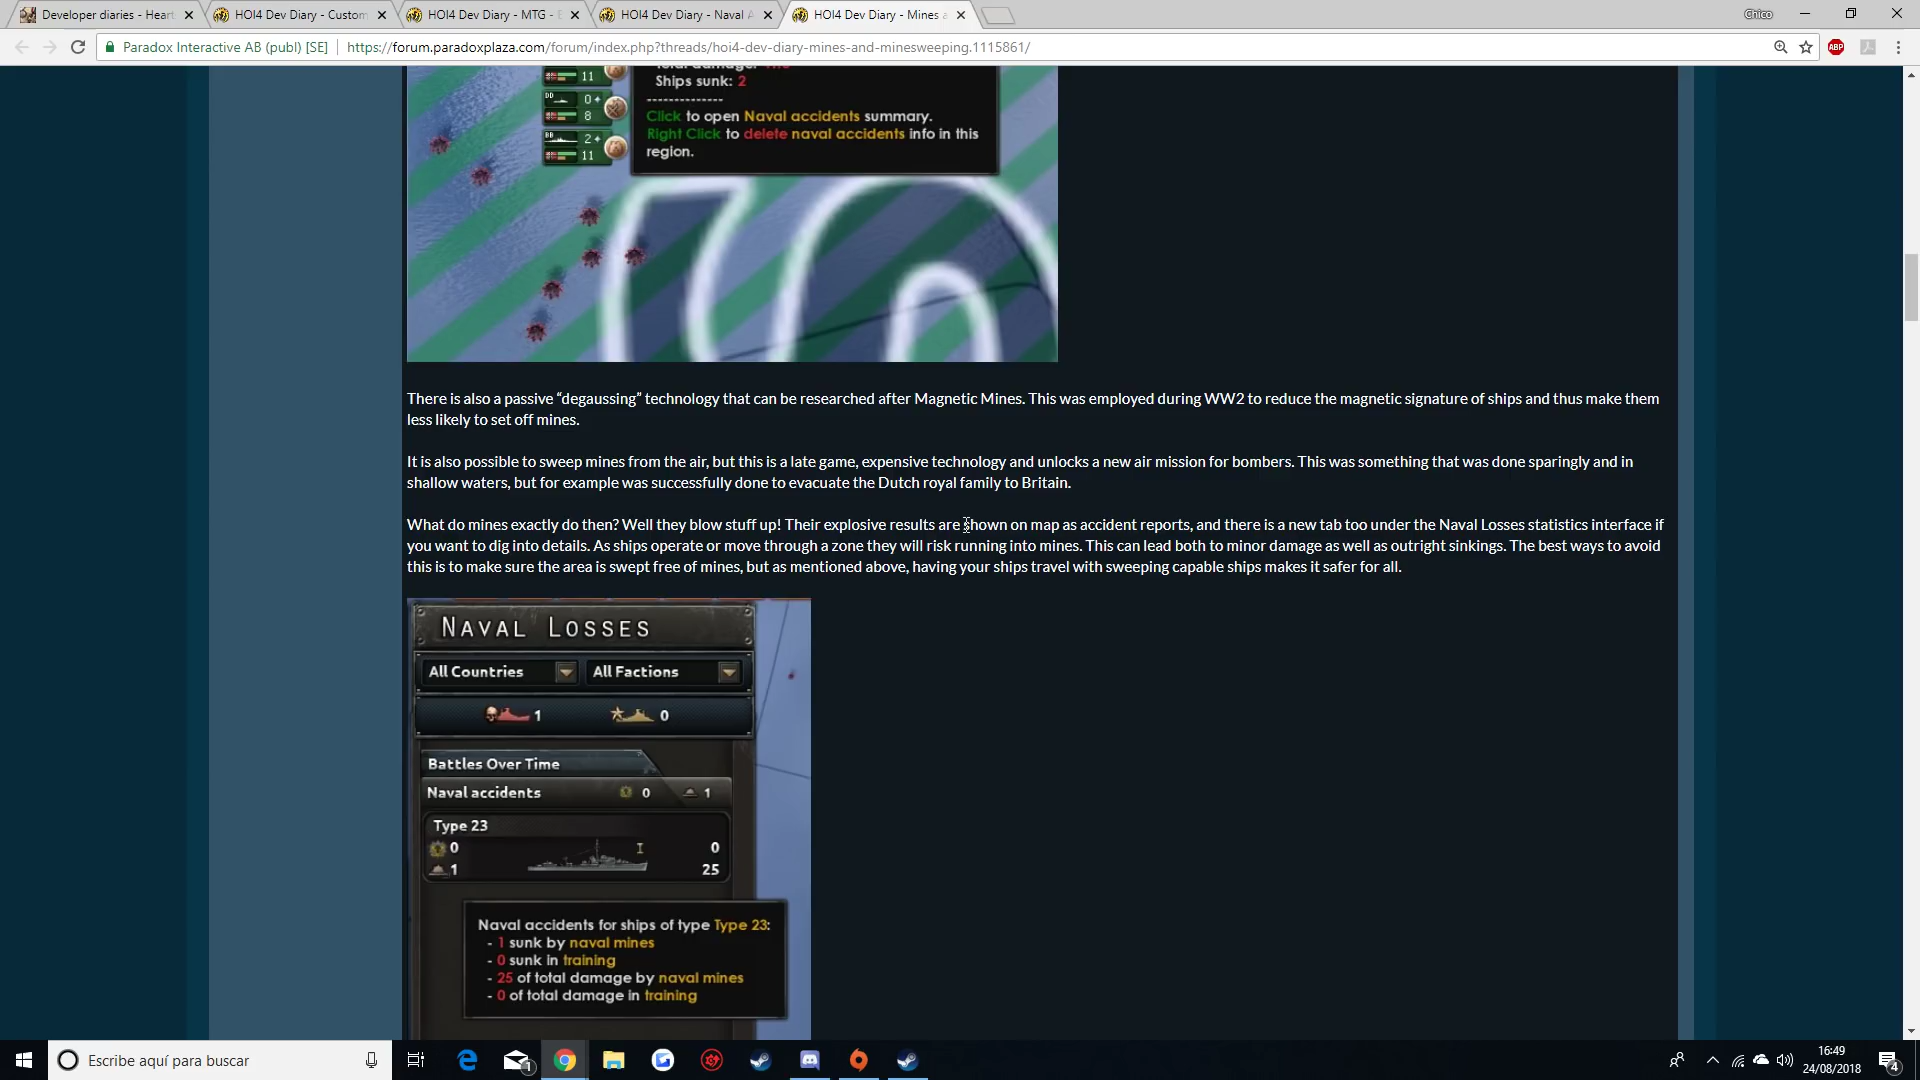 Developer diaries - Heart
HOI4 Dev Diary - Custom
HOI4 Dev Diary - MTG -
HOI4 Dev Diary - Naval A
HOI4 Dev Diary - Mines a
Chico
Paradox Interactive AB (publ) [SE]
https://forum.paradoxplaza.com/forum/index.php?threads/hoi4-dev-diary-mines-and-minesweeping.1115861/
ABP
11
Ships sunk: 2
DD 0+
8
--------------
Click to open Naval accidents summary.
Right Click to delete naval accidents info in this
region.
BB 2+
11
There is also a passive “degaussing” technology that can be researched after Magnetic Mines. This was employed during WW2 to reduce the magnetic signature of ships and thus make them
less likely to set off mines.
It is also possible to sweep mines from the air, but this is a late game, expensive technology and unlocks a new air mission for bombers. This was something that was done sparingly and in
shallow waters, but for example was successfully done to evacuate the Dutch royal family to Britain.
What do mines exactly do then? Well they blow stuff up! Their explosive results are shown on map as accident reports, and there is a new tab too under the Naval Losses statistics interface if
you want to dig into details. As ships operate or move through a zone they will risk running into mines. This can lead both to minor damage as well as outright sinkings. The best ways to avoid
this is to make sure the area is swept free of mines, but as mentioned above, having your ships travel with sweeping capable ships makes it safer for all.
NAVAL LOSSES
All Countries
All Factions
1
0
Battles Over Time
Naval accidents 0 1
Type 23
0 0
1 25
Naval accidents for ships of type Type 23:
- 1 sunk by naval mines
- 0 sunk in training
- 25 of total damage by naval mines
- 0 of total damage in training
Escribe aquí para buscar
1
16:49
24/08/2018
4